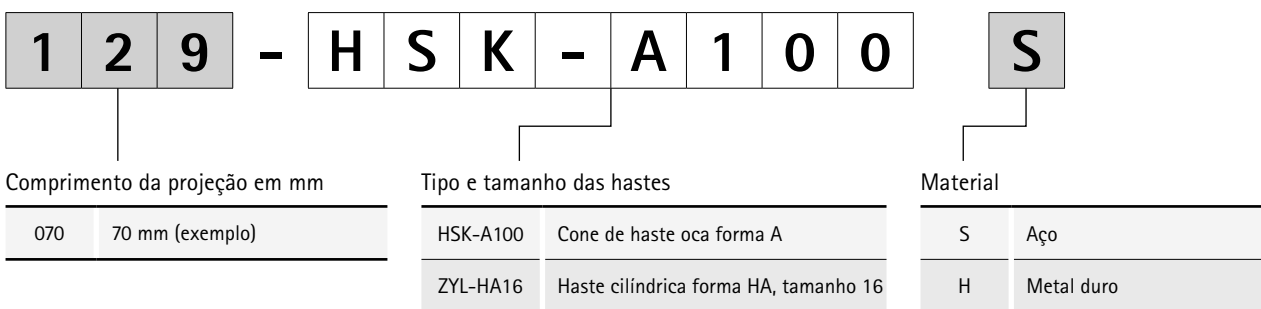 129-HSK-A100 S
Comprimento da projeção em mm
070 70 mm (exemplo)
Tipo e tamanho das hastes
HSK-A100 Cone de haste oca forma A
ZYL-HA16 Haste cilíndrica forma HA, tamanho 16
Material
S Aço
H Metal duro